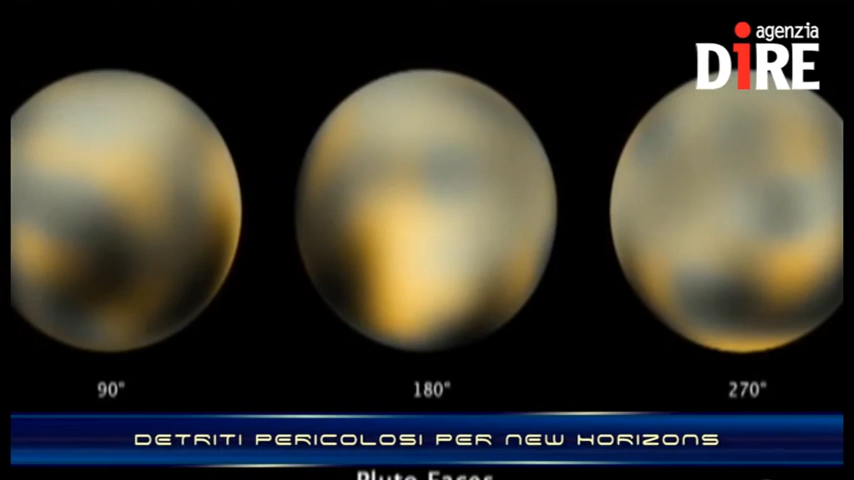 agenzia
DiRE
90°
180°
270°
DETRITI PERICOLOSI PER NEW HORIZONS
Pluto Faces